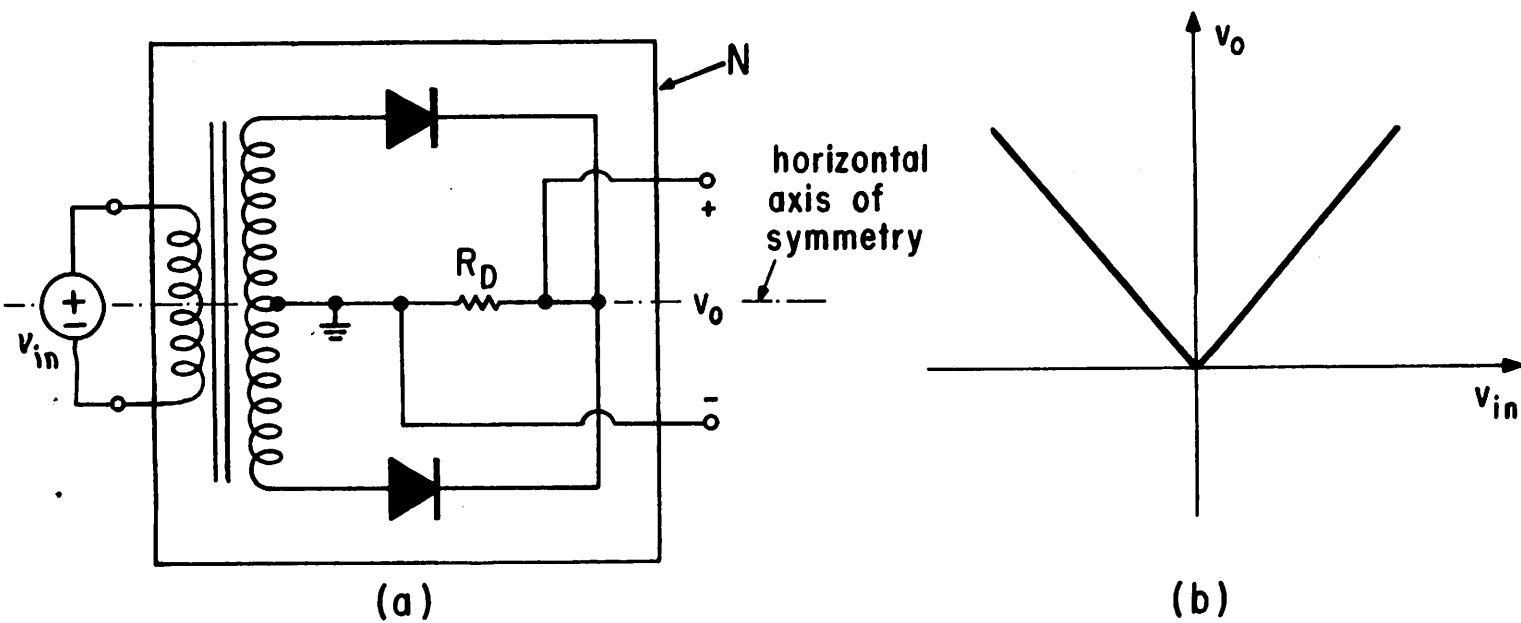 N
horizontal
axis of
symmetry
+
R_D
v_o
+
−
v_in
−
(a)
v_o
v_in
(b)